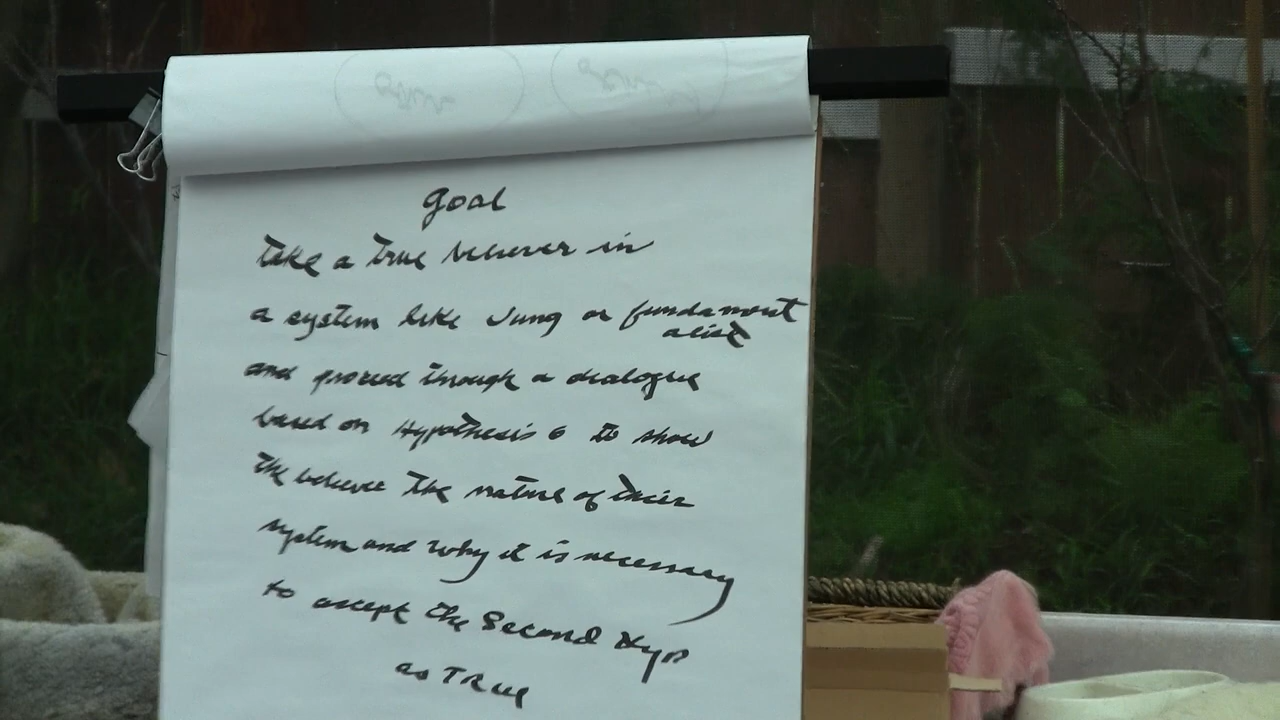 Goal
Take a True believer in
a system like Jung or fundament
alist
and proceed through a dialogue
based on Hypothesis 6 to show
the believer the nature of their
system and why it is necessary
to accept the Second Hyp
as TRUE